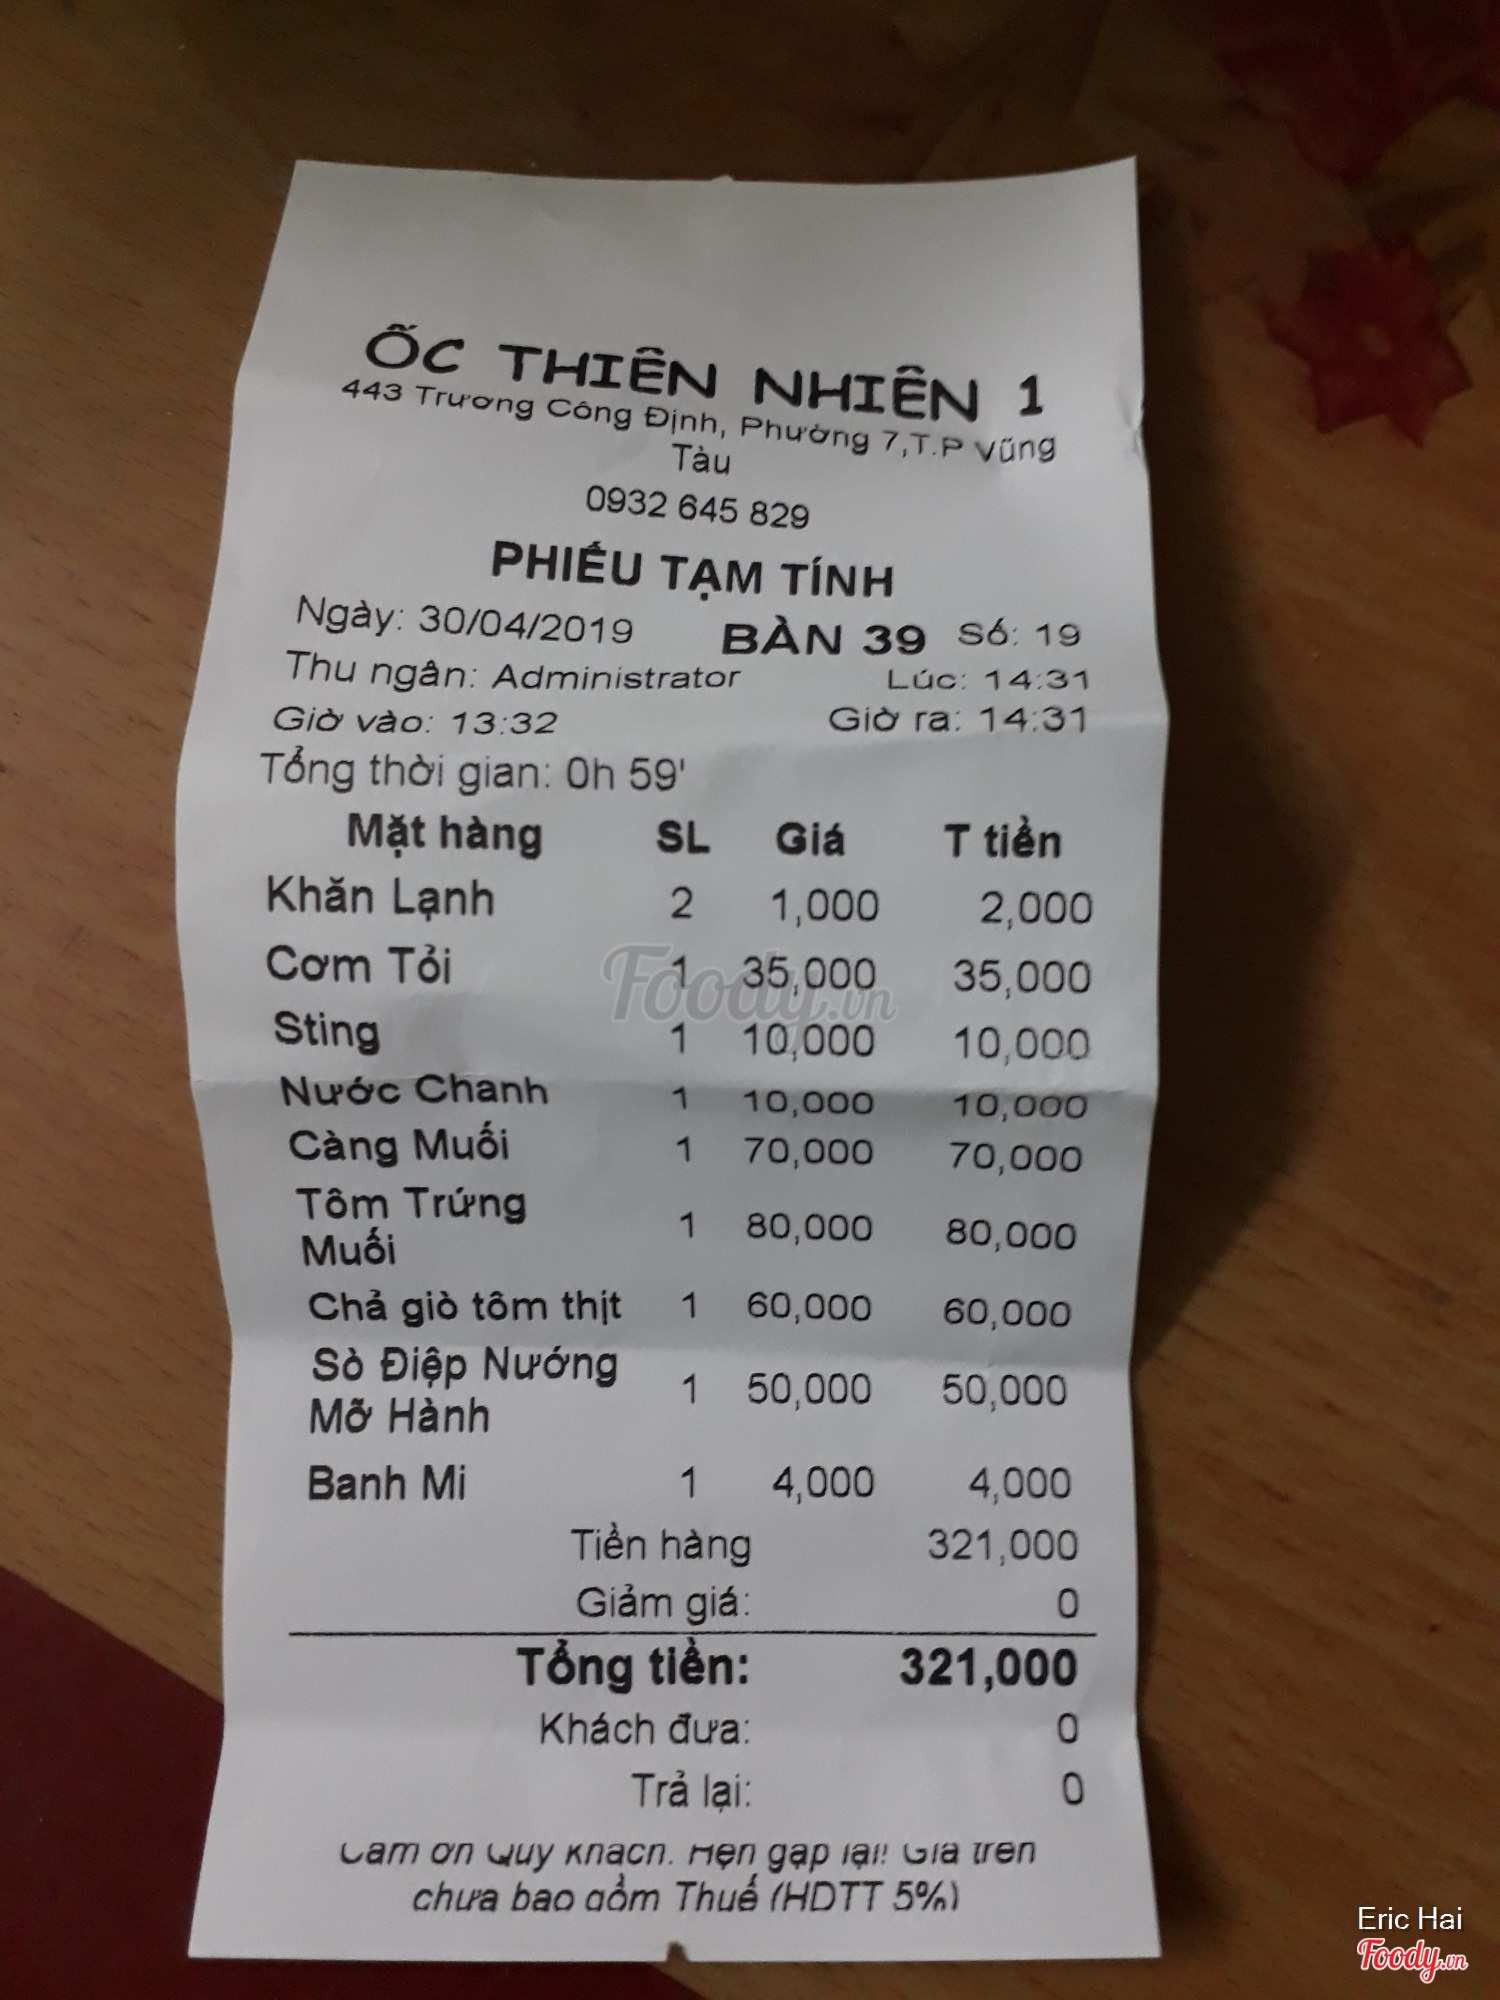 ỐC THIÊN NHIÊN 1
443 Trương Công Định, Phường 7,T.P Vũng
Tàu
0932 645 829
PHIẾU TẠM TÍNH
Ngày: 30/04/2019 BÀN 39 Số: 19
Thu ngân: Administrator Lúc: 14:31
Giờ vào: 13:32 Giờ ra: 14:31
Tổng thời gian: 0h 59'
Mặt hàng SL Giá T tiền
Khăn Lạnh 2 1,000 2,000
Cơm Tỏi 1 35,000 35,000
Sting 1 10,000 10,000
Nước Chanh 1 10,000 10,000
Càng Muối 1 70,000 70,000
Tôm Trứng
Muối 1 80,000 80,000
Chả giò tôm thịt 1 60,000 60,000
Sò Điệp Nướng
Mỡ Hành 1 50,000 50,000
Banh Mi 1 4,000 4,000
Tiền hàng 321,000
Giảm giá: 0
Tổng tiền: 321,000
Khách đưa: 0
Trả lại: 0
Cảm ơn Quý khách. Hẹn gặp lại! Giá trên
chưa bao gồm Thuế (HDTT 5%)
Foody.vn
Eric Hai
Foody.vn